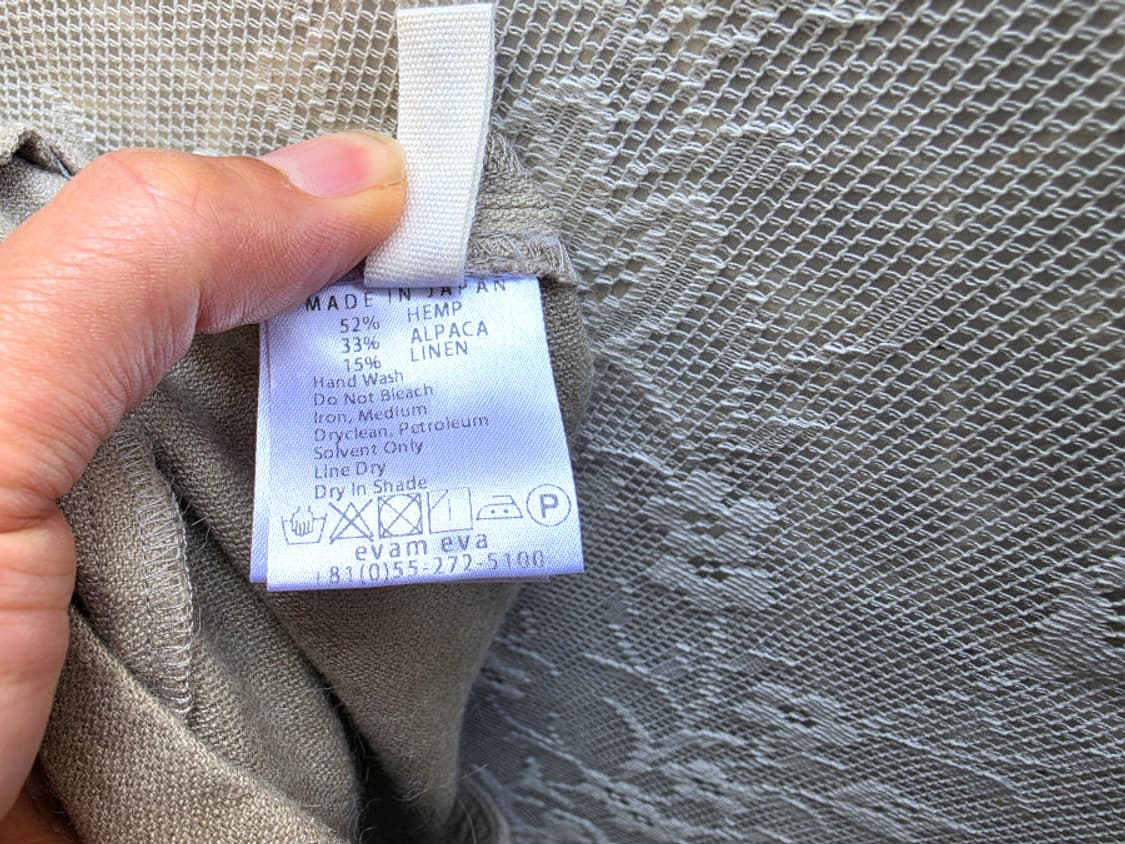 MADE IN JAPAN
52% HEMP
33% ALPACA
15% LINEN
Hand Wash
Do Not Bleach
Iron, Medium
Dryclean, Petroleum
Solvent Only
Line Dry
Dry In Shade
P
evam eva
+81(0)55-272-5100